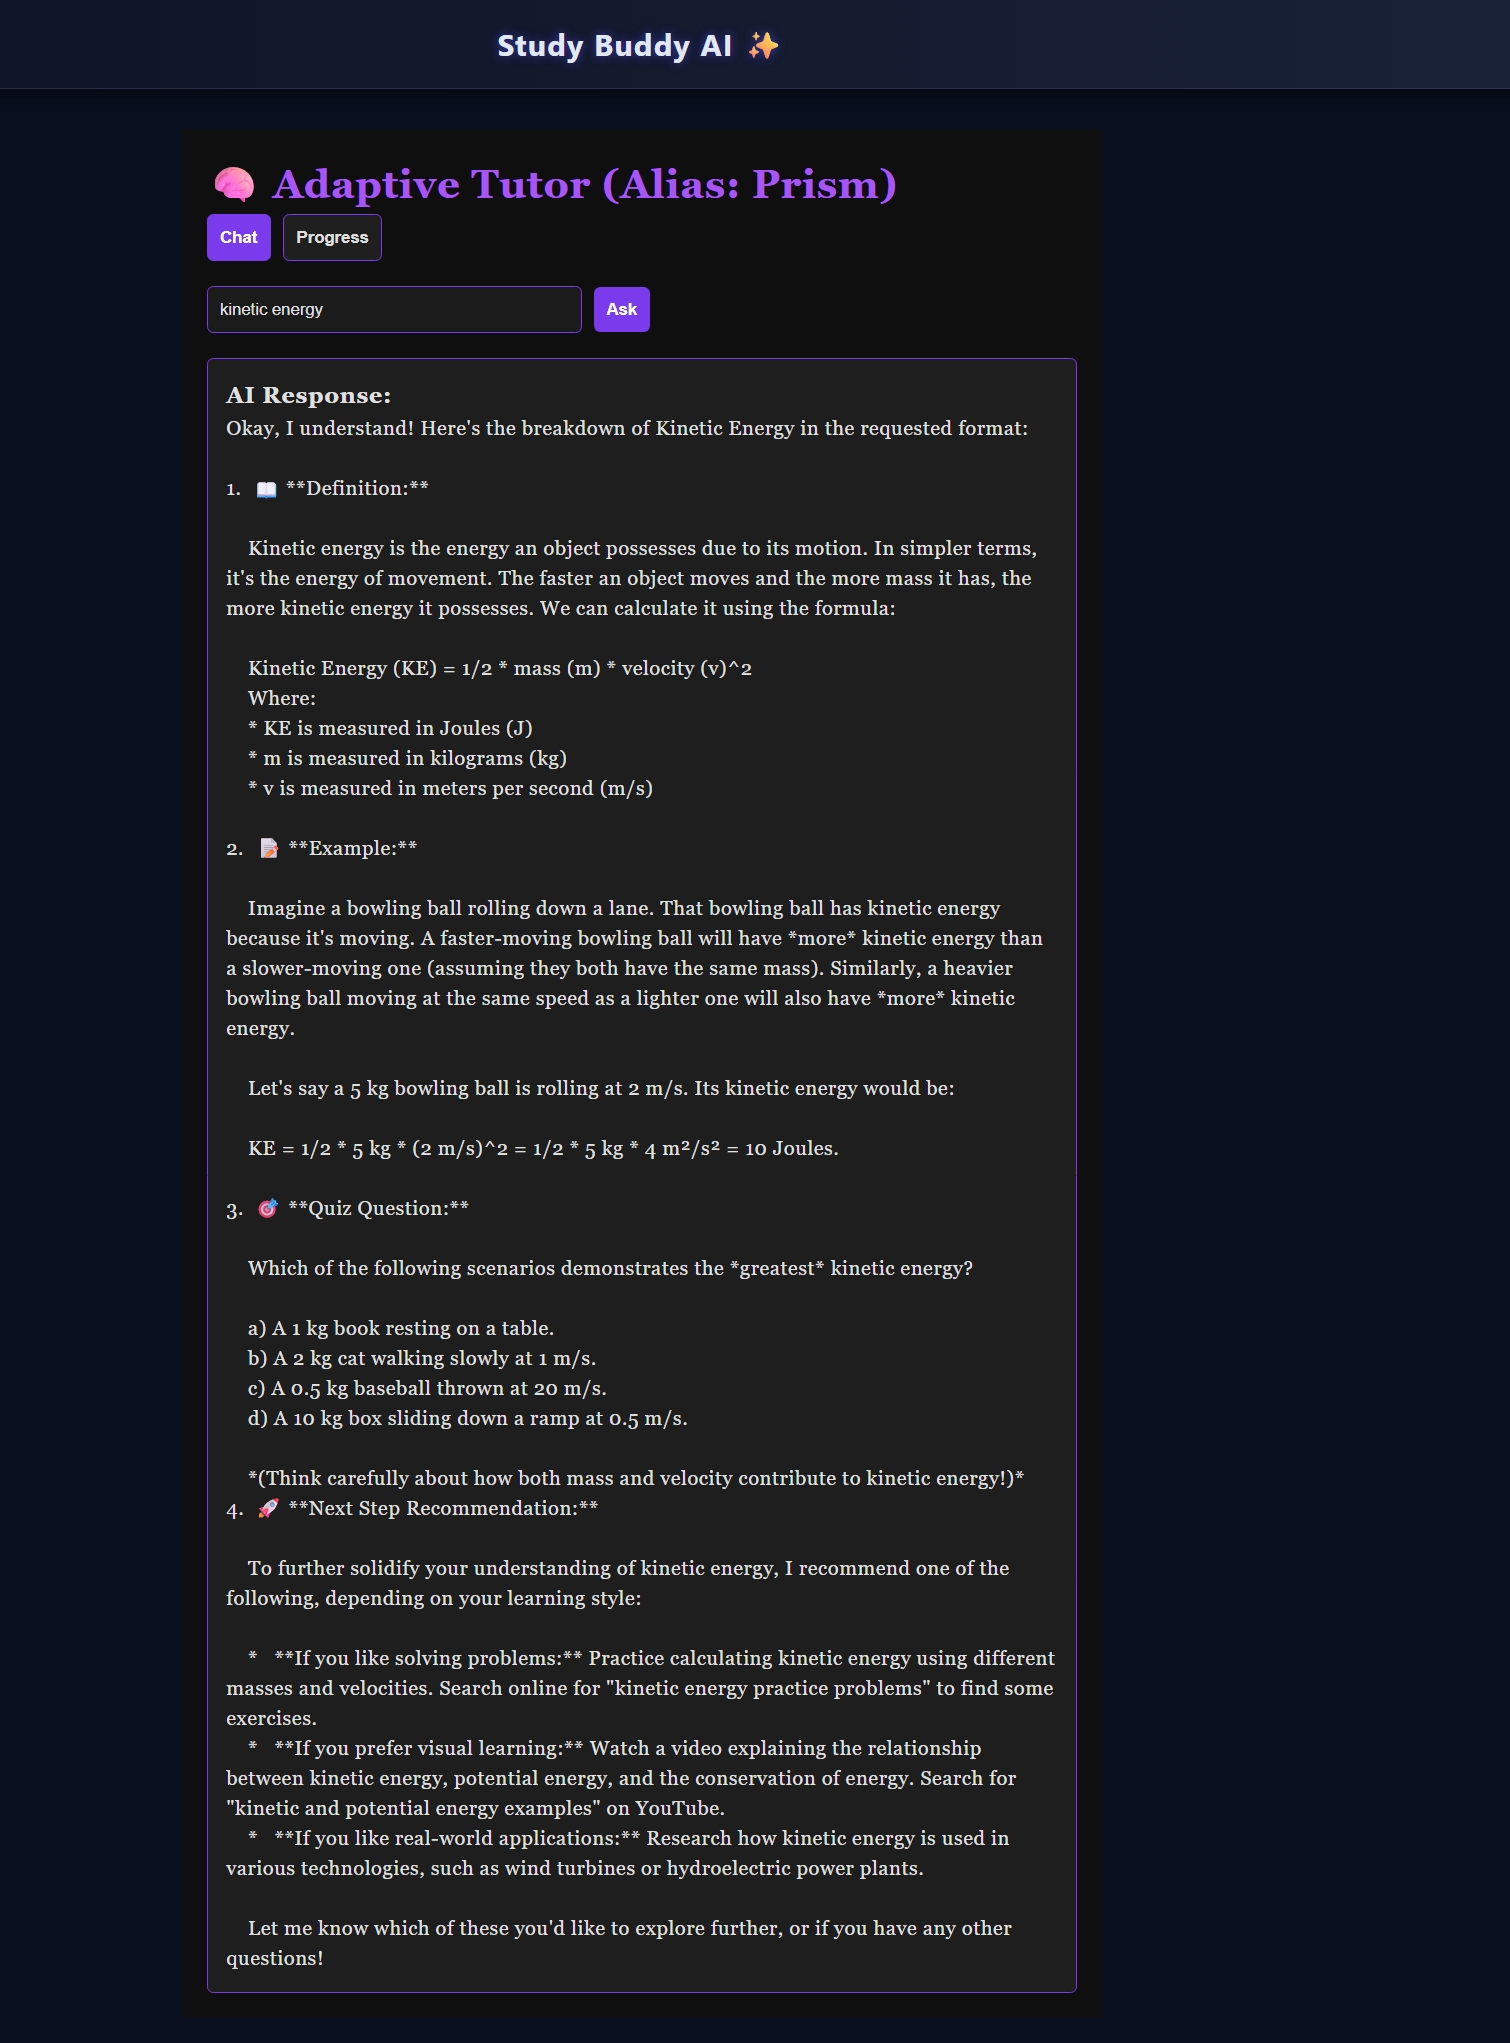 Study Buddy AI ✨
🧠 Adaptive Tutor (Alias: Prism)
Chat Progress
kinetic energy Ask
AI Response:
Okay, I understand! Here's the breakdown of Kinetic Energy in the requested format:
1. 📖 **Definition:**
Kinetic energy is the energy an object possesses due to its motion. In simpler terms,
it's the energy of movement. The faster an object moves and the more mass it has, the
more kinetic energy it possesses. We can calculate it using the formula:
Kinetic Energy (KE) = 1/2 * mass (m) * velocity (v)^2
Where:
* KE is measured in Joules (J)
* m is measured in kilograms (kg)
* v is measured in meters per second (m/s)
2. 📝 **Example:**
Imagine a bowling ball rolling down a lane. That bowling ball has kinetic energy
because it's moving. A faster-moving bowling ball will have *more* kinetic energy than
a slower-moving one (assuming they both have the same mass). Similarly, a heavier
bowling ball moving at the same speed as a lighter one will also have *more* kinetic
energy.
Let's say a 5 kg bowling ball is rolling at 2 m/s. Its kinetic energy would be:
KE = 1/2 * 5 kg * (2 m/s)^2 = 1/2 * 5 kg * 4 m²/s² = 10 Joules.
3. 🎯 **Quiz Question:**
Which of the following scenarios demonstrates the *greatest* kinetic energy?
a) A 1 kg book resting on a table.
b) A 2 kg cat walking slowly at 1 m/s.
c) A 0.5 kg baseball thrown at 20 m/s.
d) A 10 kg box sliding down a ramp at 0.5 m/s.
*(Think carefully about how both mass and velocity contribute to kinetic energy!)*
4. 🚀 **Next Step Recommendation:**
To further solidify your understanding of kinetic energy, I recommend one of the
following, depending on your learning style:
* **If you like solving problems:** Practice calculating kinetic energy using different
masses and velocities. Search online for "kinetic energy practice problems" to find some
exercises.
* **If you prefer visual learning:** Watch a video explaining the relationship
between kinetic energy, potential energy, and the conservation of energy. Search for
"kinetic and potential energy examples" on YouTube.
* **If you like real-world applications:** Research how kinetic energy is used in
various technologies, such as wind turbines or hydroelectric power plants.
Let me know which of these you'd like to explore further, or if you have any other
questions!